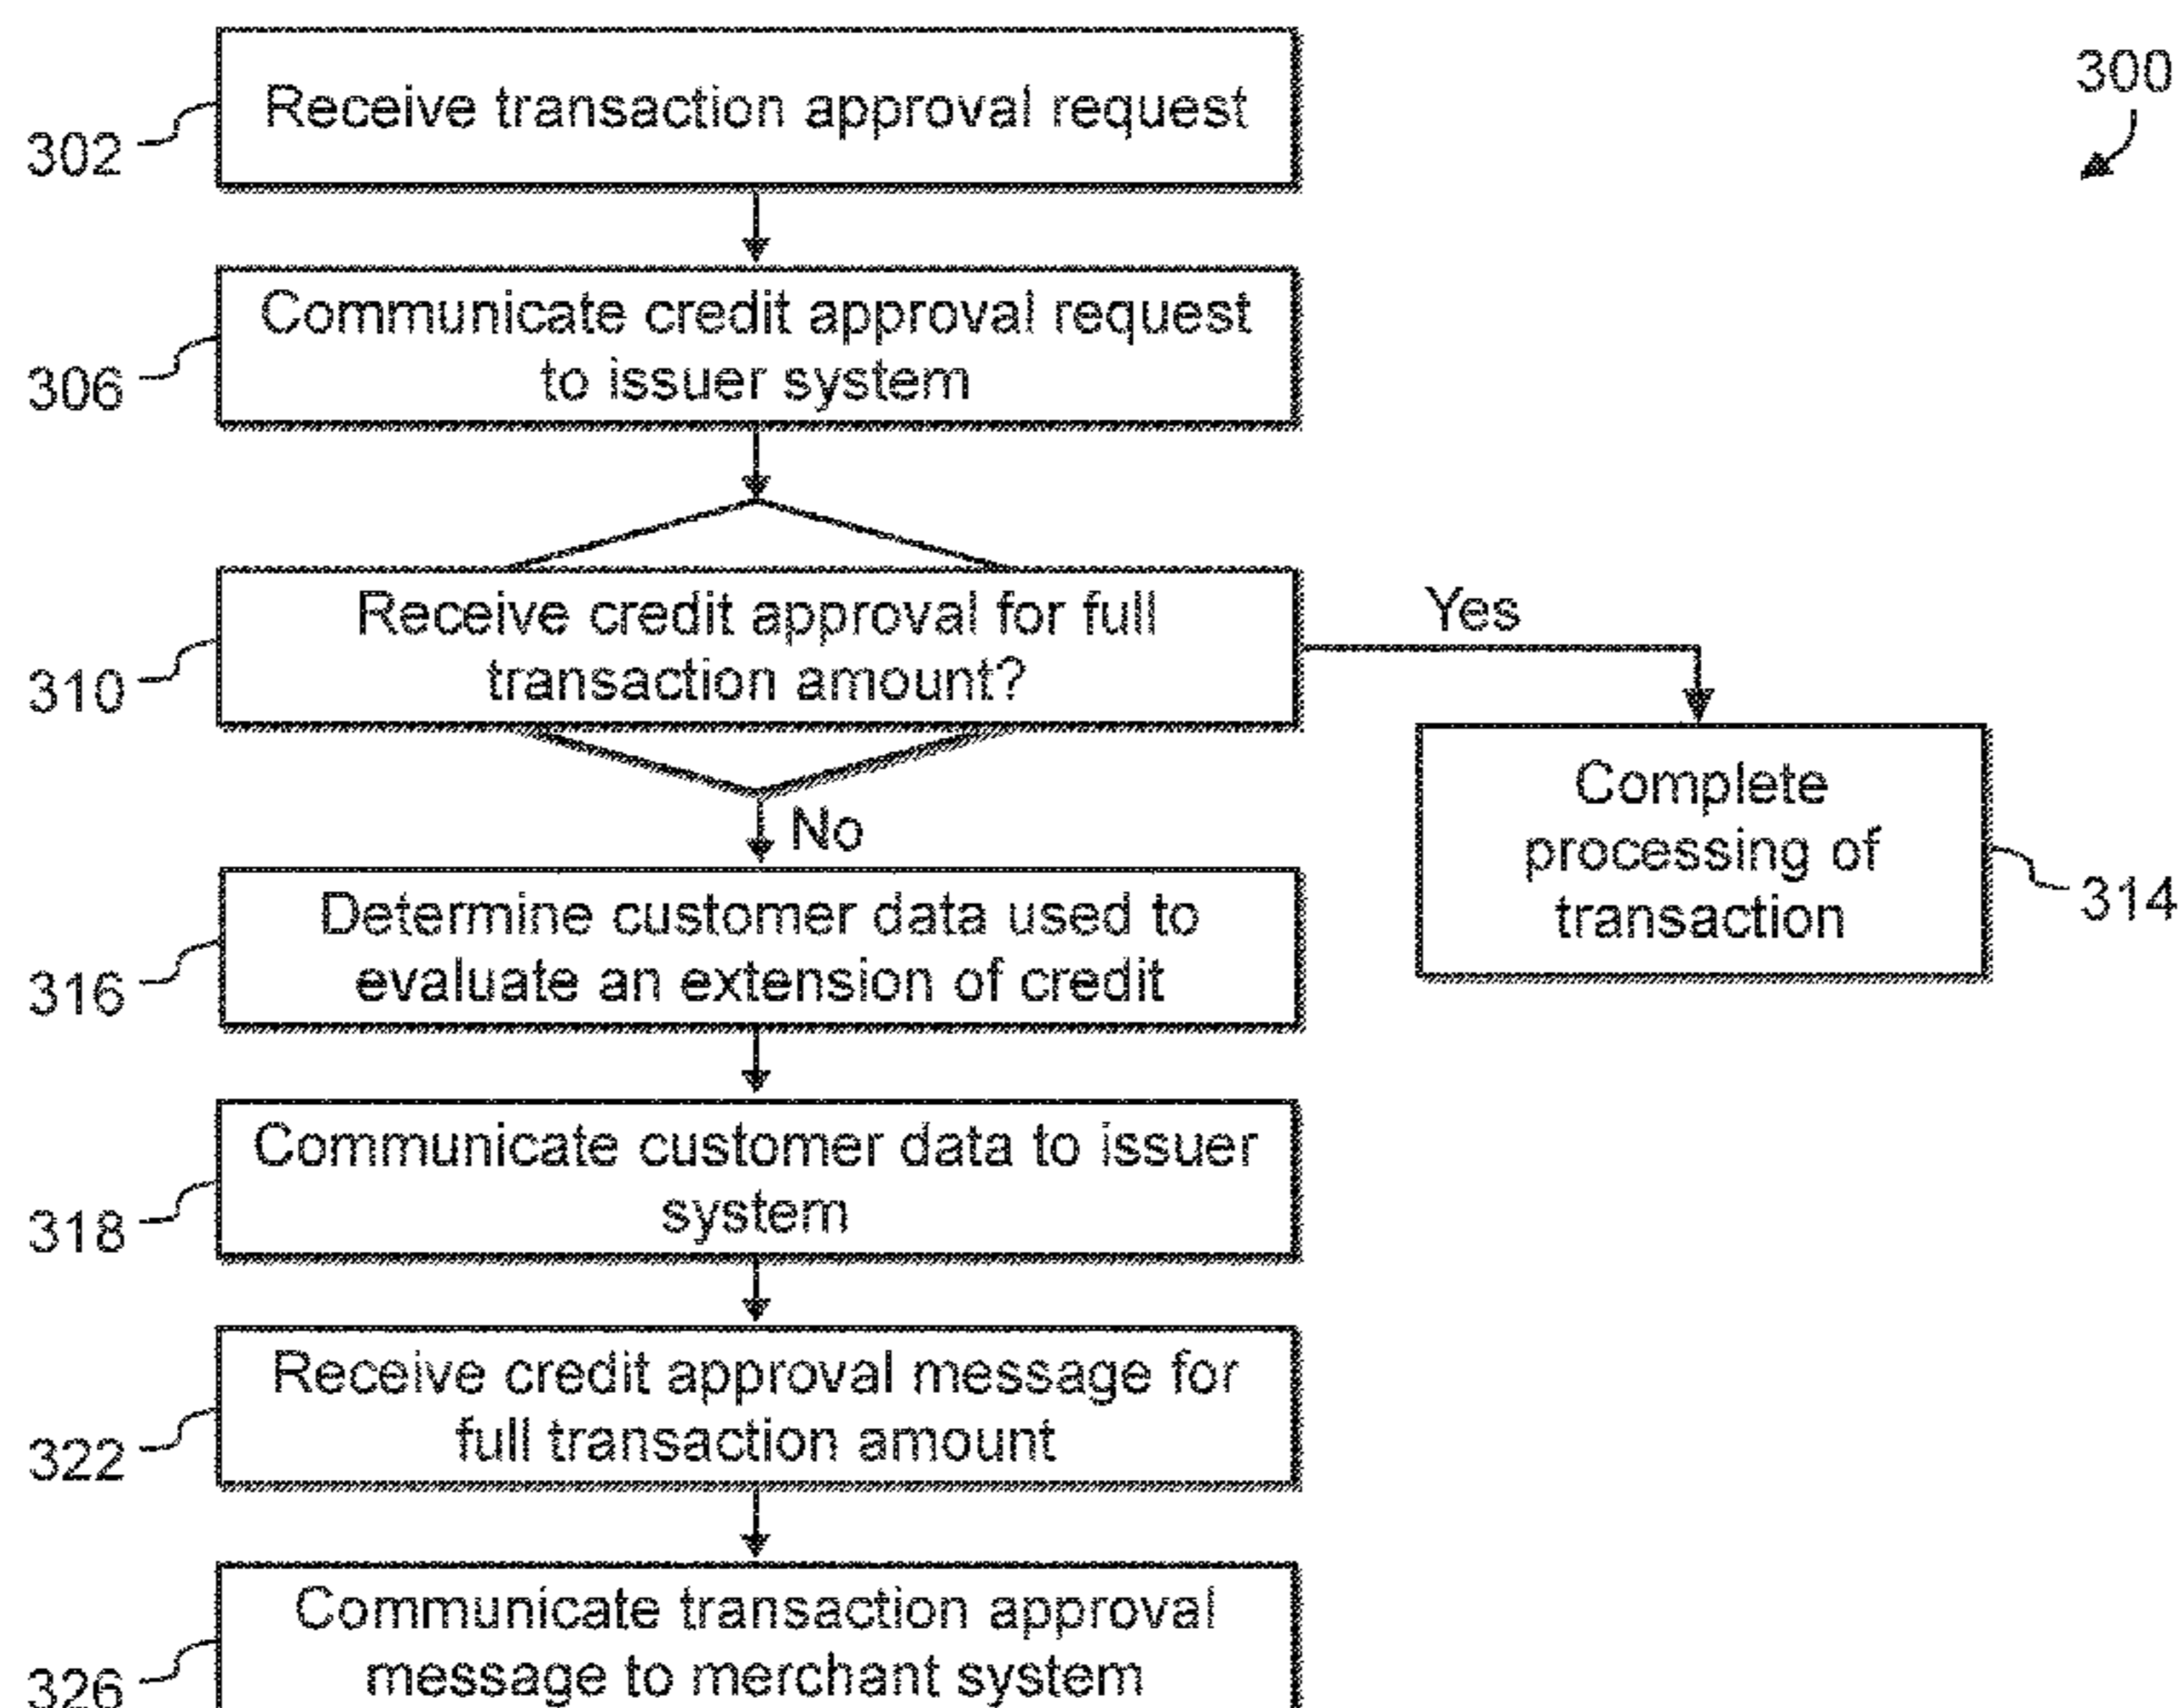 300
Receive transaction approval request
302
Communicate credit approval request
to issuer system
306
Receive credit approval for full
transaction amount?
310
Yes
Complete
processing of
transaction
314
No
Determine customer data used to
evaluate an extension of credit
316
Communicate customer data to issuer
system
318
Receive credit approval message for
full transaction amount
322
Communicate transaction approval
message to merchant system
326